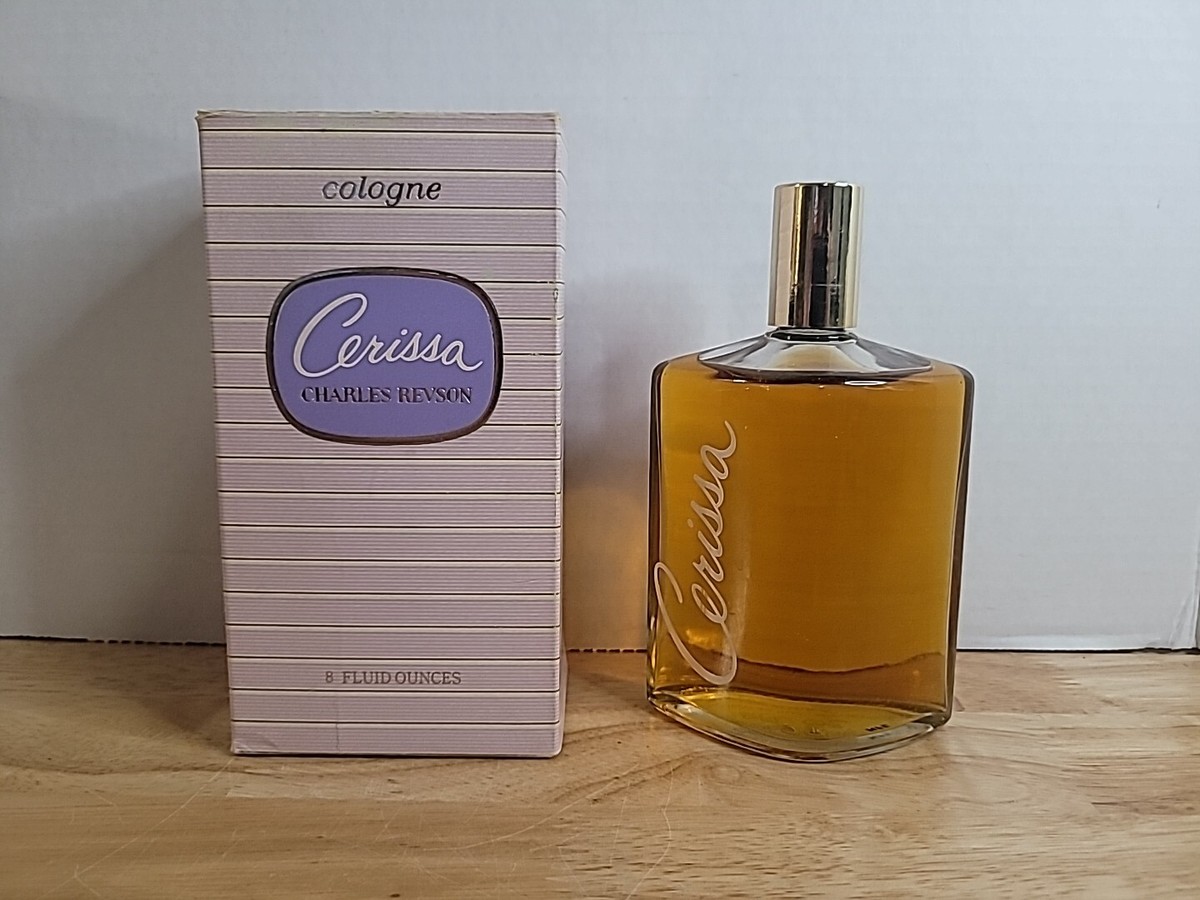 cologne
Cerissa
CHARLES REVSON
8 FLUID OUNCES
Cerissa